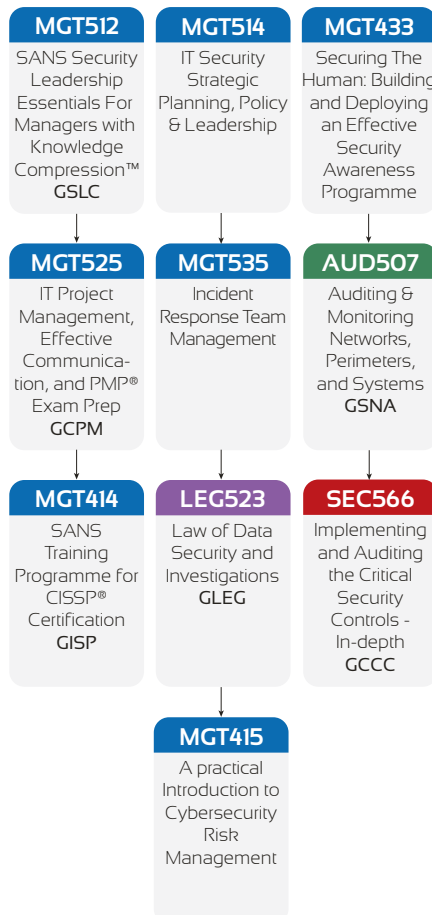 MGT512
SANS Security
Leadership
Essentials For
Managers with
Knowledge
Compression™
GSLC
MGT514
IT Security
Strategic
Planning, Policy
& Leadership
MGT433
Securing The
Human: Building
and Deploying
an Effective
Security
Awareness
Programme
MGT525
IT Project
Management,
Effective
Communica-
tion, and PMP®
Exam Prep
GCPM
MGT535
Incident
Response Team
Management
AUD507
Auditing &
Monitoring
Networks,
Perimeters,
and Systems
GSNA
MGT414
SANS
Training
Programme for
CISSP®
Certification
GISP
LEG523
Law of Data
Security and
Investigations
GLEG
SEC566
Implementing
and Auditing
the Critical
Security
Controls -
In-depth
GCCC
MGT415
A practical
Introduction to
Cybersecurity
Risk
Management